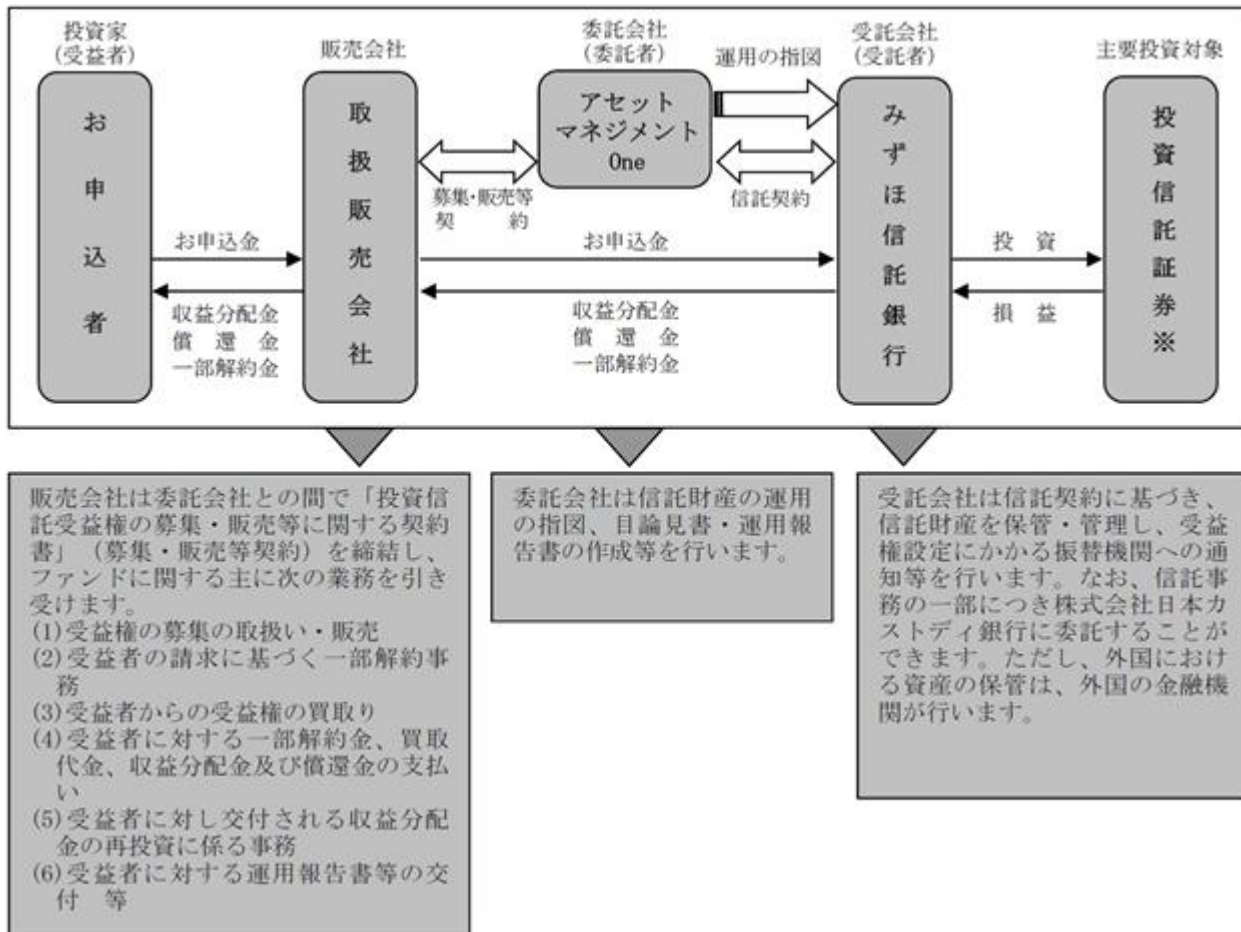 投資家
(受益者)
販売会社
委託会社
(委託者)
運用の指図
受託会社
(受託者)
主要投資対象
お申込者
取扱販売会社
アセット
マネジメント
One
みずほ信託銀行
投資信託証券※
募集・販売等
契　約
信託契約
お申込金
お申込金
投　資
収益分配金
償　還　金
一部解約金
収益分配金
償　還　金
一部解約金
損　益
販売会社は委託会社との間で「投資信
託受益権の募集・販売等に関する契約
書」（募集・販売等契約）を締結し、
ファンドに関する主に次の業務を引き
受けます。
(1)受益権の募集の取扱い・販売
(2)受益者の請求に基づく一部解約事
務
(3)受益者からの受益権の買取り
(4)受益者に対する一部解約金、買取
代金、収益分配金及び償還金の支払
い
(5)受益者に対し交付される収益分配
金の再投資に係る事務
(6)受益者に対する運用報告書等の交
付　等
委託会社は信託財産の運用
の指図、目論見書・運用報
告書の作成等を行います。
受託会社は信託契約に基づき、
信託財産を保管・管理し、受益
権設定にかかる振替機関への通
知等を行います。なお、信託事
務の一部につき株式会社日本カ
ストディ銀行に委託することが
できます。ただし、外国におけ
る資産の保管は、外国の金融機
関が行います。